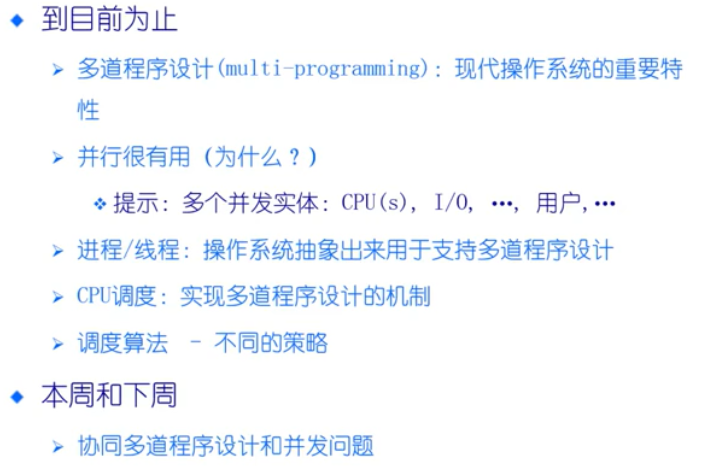 到目前为止
多道程序设计(multi-programming): 现代操作系统的重要特
性
并行很有用（为什么？）
提示: 多个并发实体: CPU(s), I/O, …, 用户,…
进程/线程: 操作系统抽象出来用于支持多道程序设计
CPU调度: 实现多道程序设计的机制
调度算法 - 不同的策略
本周和下周
协同多道程序设计和并发问题